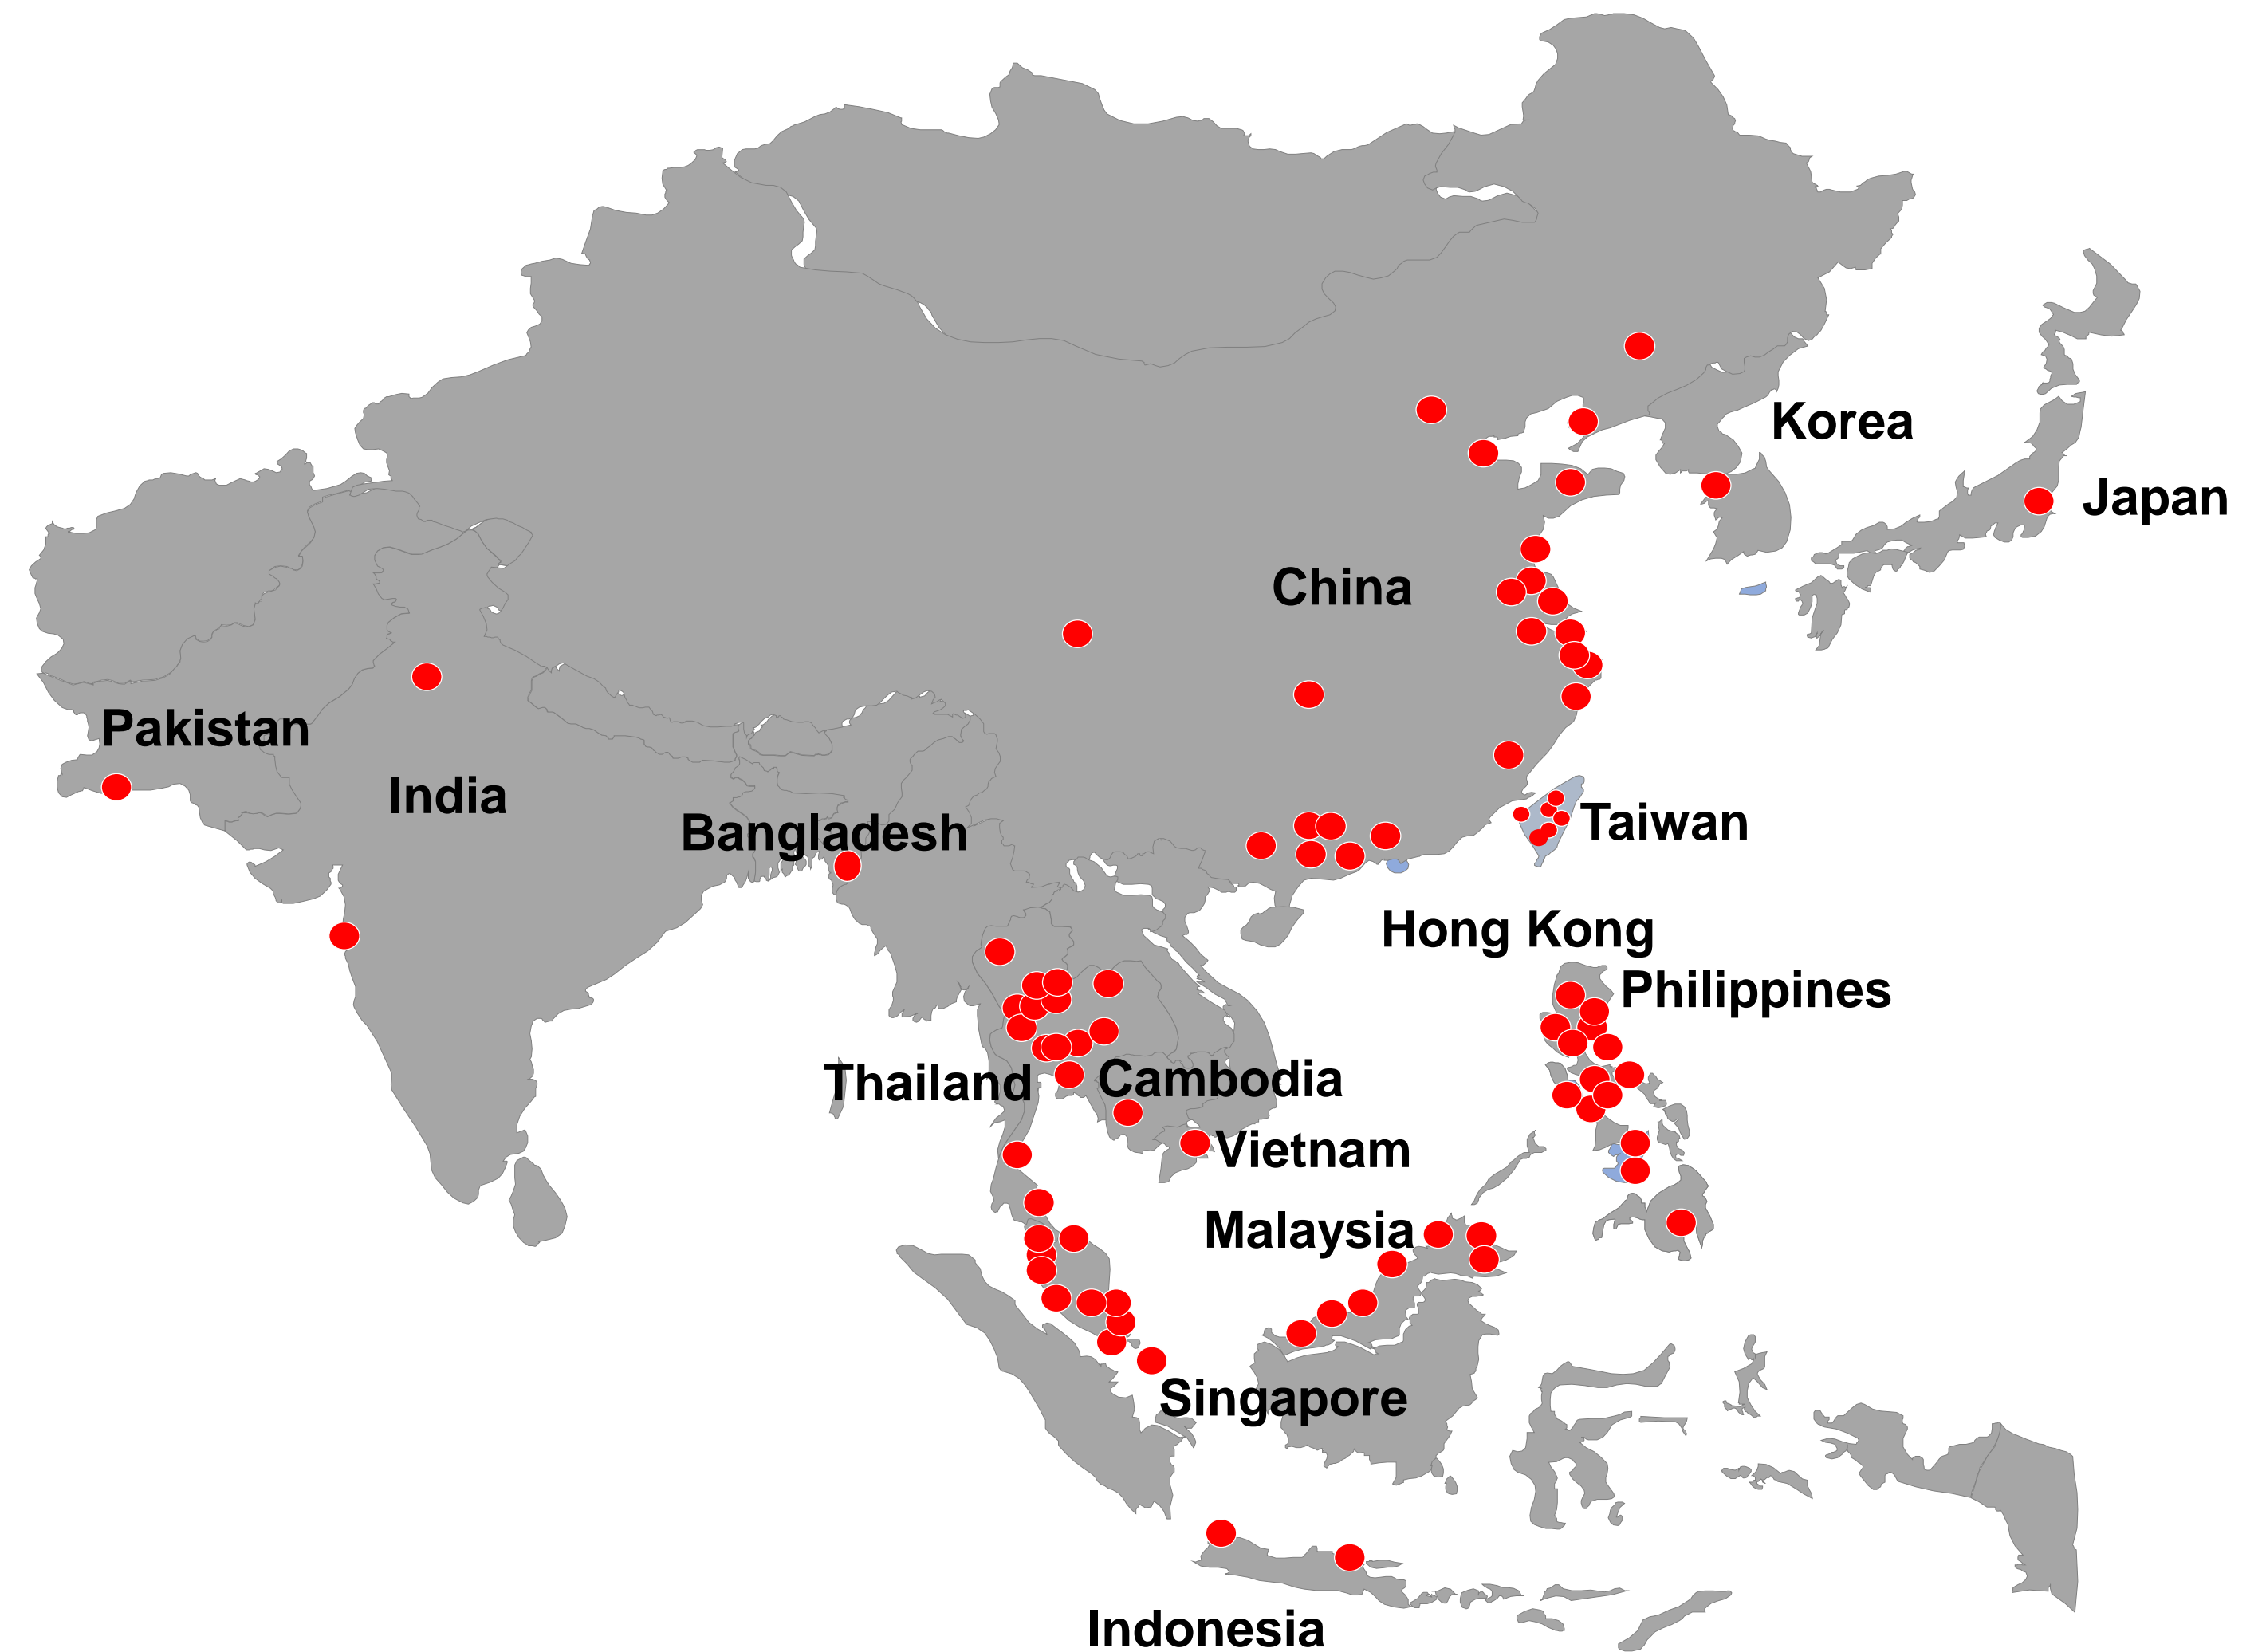 Korea
Japan
China
Pakistan
India
Bangladesh
Taiwan
Hong Kong
Philippines
Thailand
Cambodia
Vietnam
Malaysia
Singapore
Indonesia